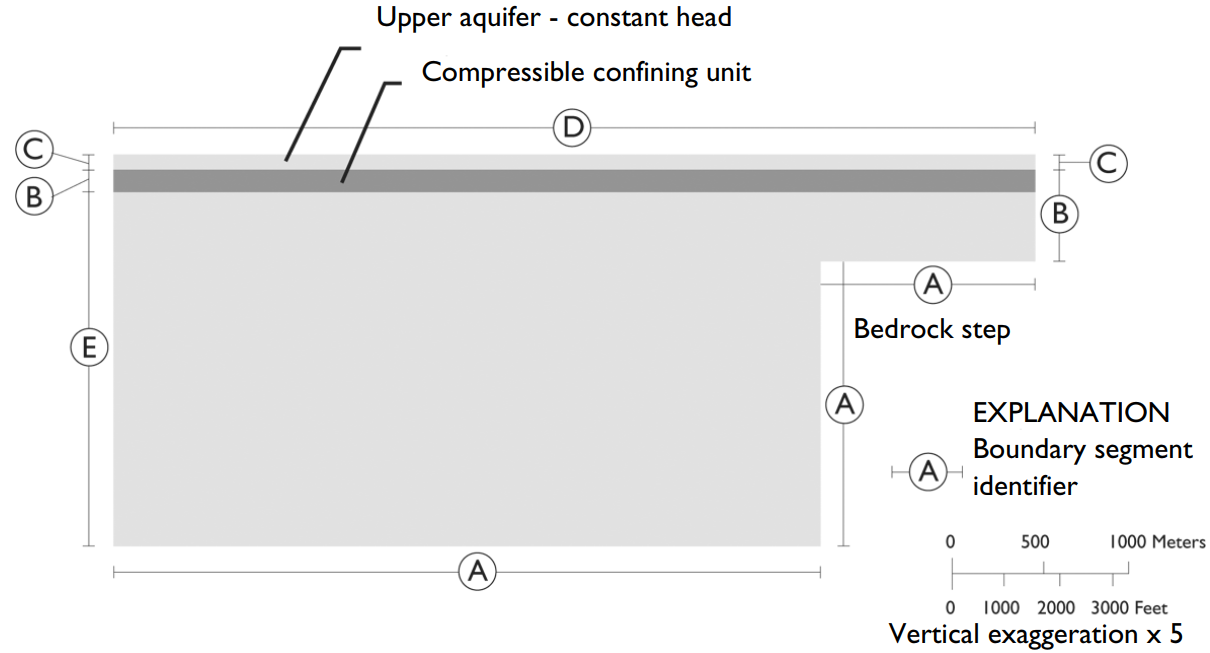 Upper aquifer - constant head
Compressible confining unit
D
C
C
B
B
A
Bedrock step
E
A
EXPLANATION
A
Boundary segment
identifier
0 500 1000 Meters
A
0 1000 2000 3000 Feet
Vertical exaggeration x 5